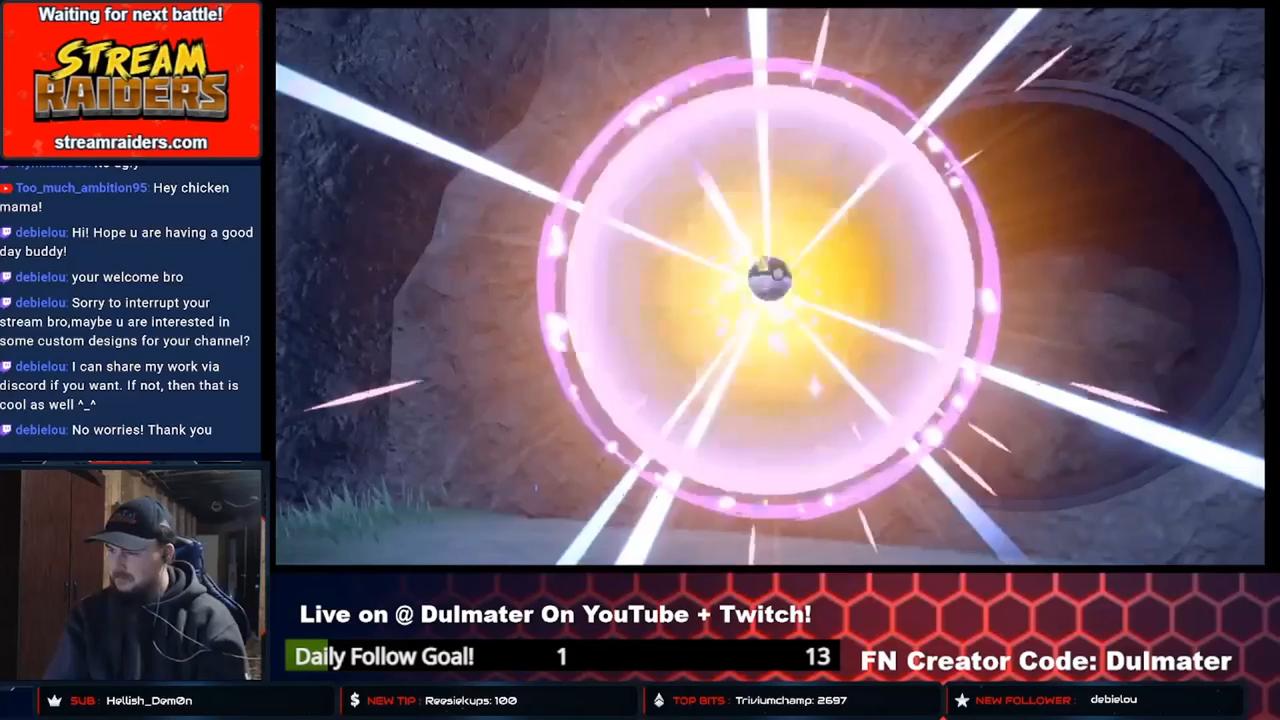 Waiting for next battle!
STREAM
RAIDERS
streamraiders.com
Too_much_ambition95: Hey chicken
mama!
debielou: Hi! Hope u are having a good
day buddy!
debielou: your welcome bro
debielou: Sorry to interrupt your
stream bro,maybe u are interested in
some custom designs for your channel?
debielou: I can share my work via
discord if you want. If not, then that is
cool as well ^_^
debielou: No worries! Thank you
Live on @ Dulmater On YouTube + Twitch!
Daily Follow Goal! 1 13
FN Creator Code: Dulmater
SUB: Hellish_Dem0n
NEW TIP: Reesiekups: 100
TOP BITS: Triviumchamp: 2697
NEW FOLLOWER: debielou